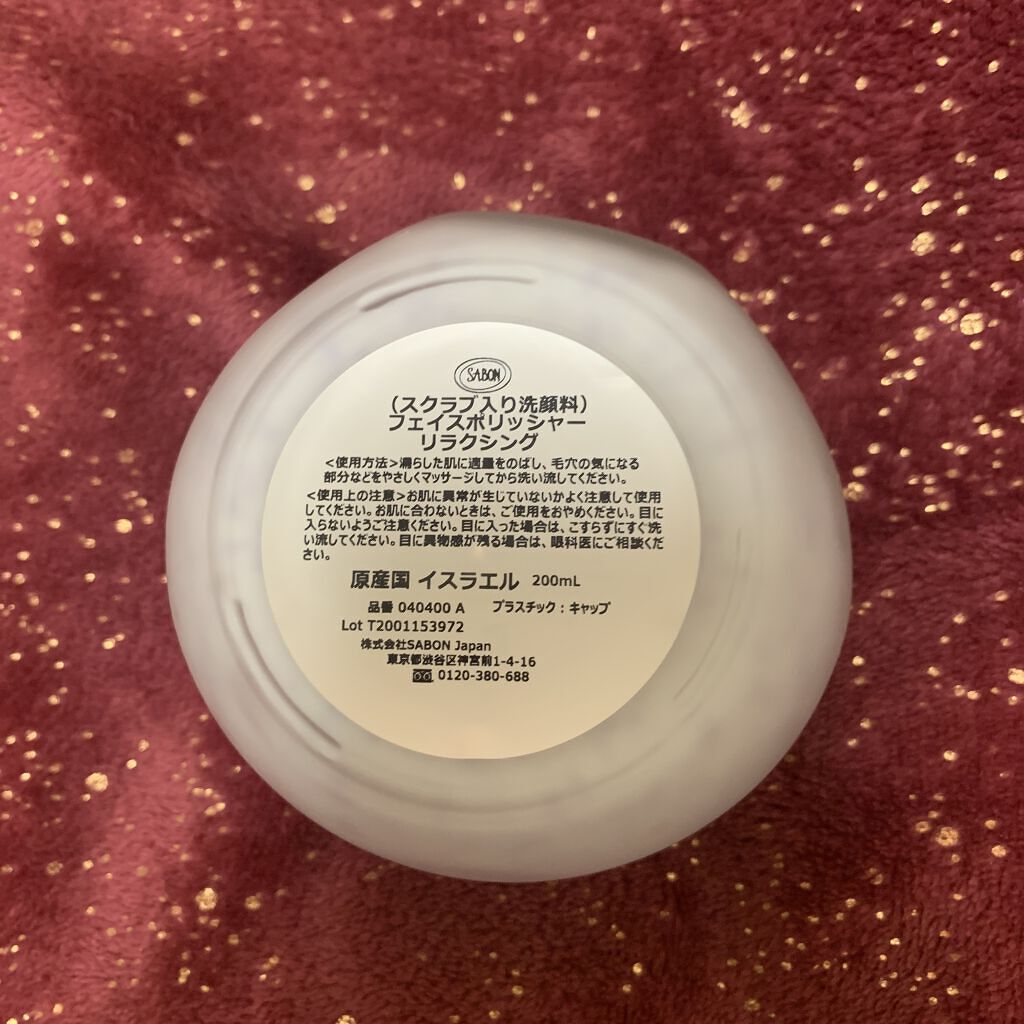 SABON
(スクラブ入り洗顔料)
フェイスポリッシャー
リラクシング
<使用方法>濡らした肌に適量をのばし、毛穴の気になる
部分などをやさしくマッサージしてから洗い流してください。
<使用上の注意>お肌に異常が生じていないかよく注意して使用
してください。お肌に合わないときは、ご使用をおやめください。目に
入らないようご注意ください。目に入った場合は、こすらずにすぐ洗
い流してください。目に異物感が残る場合は、眼科医にご相談くだ
さい。
原産国 イスラエル 200mL
品番 040400 A プラスチック:キャップ
Lot T2001153972
株式会社SABON Japan
東京都渋谷区神宮前1-4-16
0120-380-688